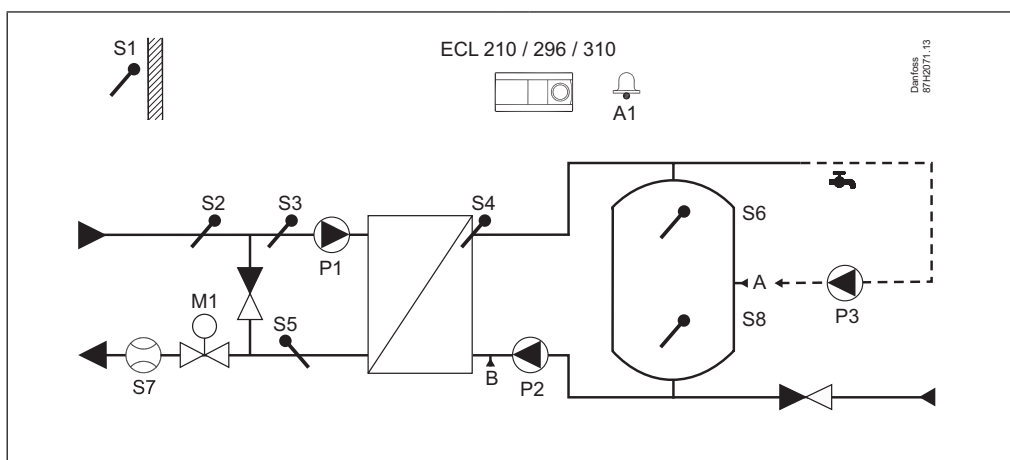 S1
ECL 210 / 296 / 310
A1
Danfoss
87H2071.13
S2
S3
S4
S6
P1
A
M1
S8
P3
S5
S7
B
P2